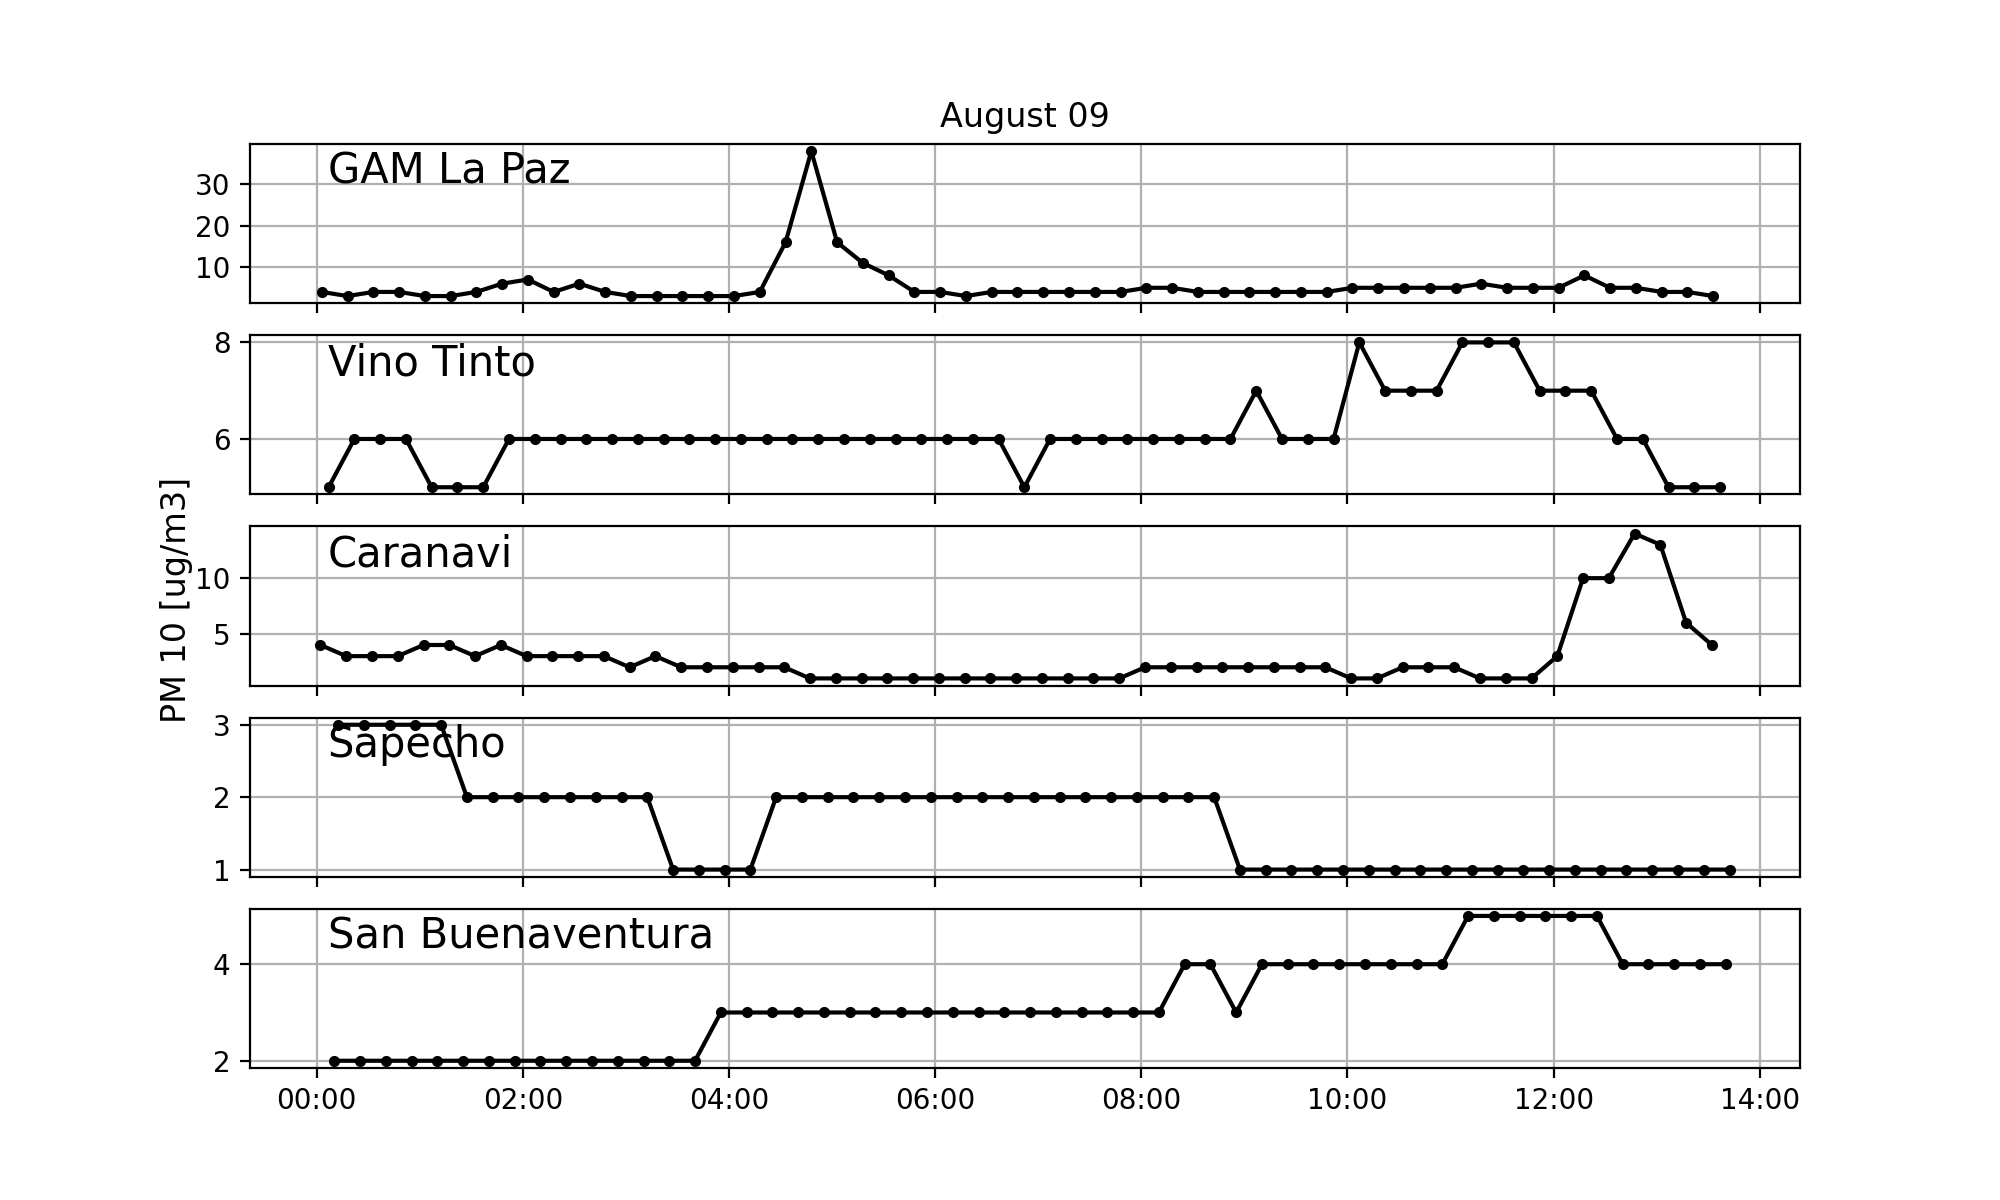 August 09
GAM La Paz
30
20
10
Vino Tinto
8
6
PM 10 [ug/m3]
Caranavi
10
5
Sapecho
3
2
1
San Buenaventura
4
2
00:00 02:00 04:00 06:00 08:00 10:00 12:00 14:00